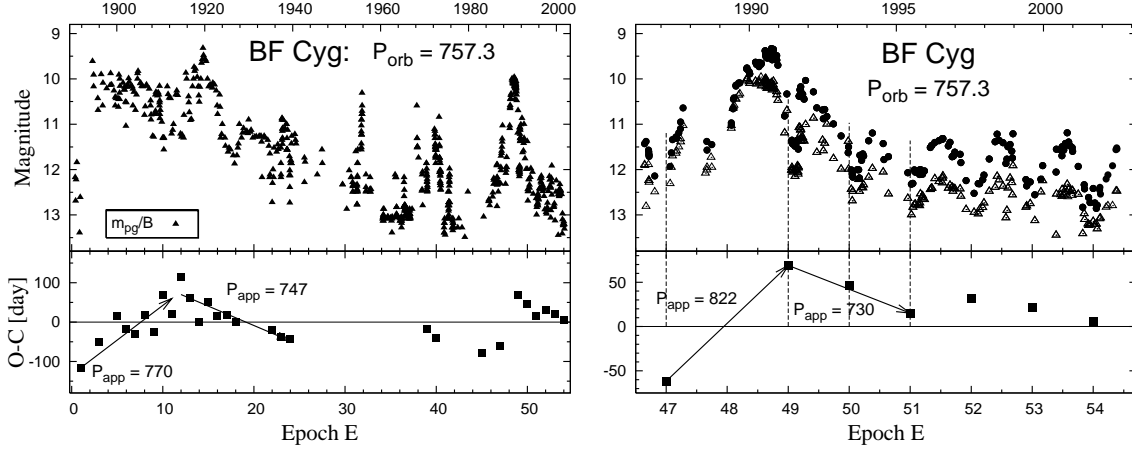 1900 1920 1940 1960 1980 2000
9
10
11
12
13
Magnitude
BF Cyg: P_orb = 757.3
m_pg/B
100
0
-100
O-C [day]
P_app = 770
P_app = 747
0 10 20 30 40 50
Epoch E
1990 1995 2000
9
10
11
12
13
BF Cyg
P_orb = 757.3
50
0
-50
P_app = 822
P_app = 730
47 48 49 50 51 52 53 54
Epoch E